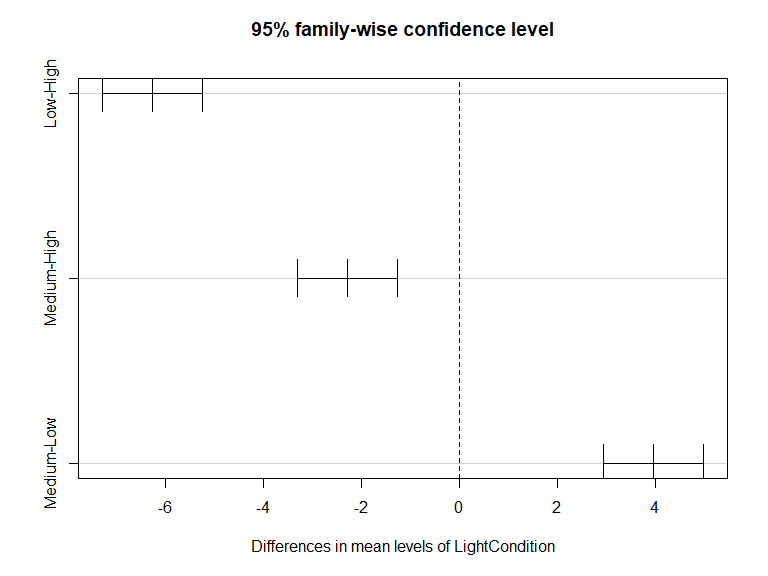 95% family-wise confidence level
Low-High
Medium-High
Medium-Low
-6 -4 -2 0 2 4
Differences in mean levels of LightCondition